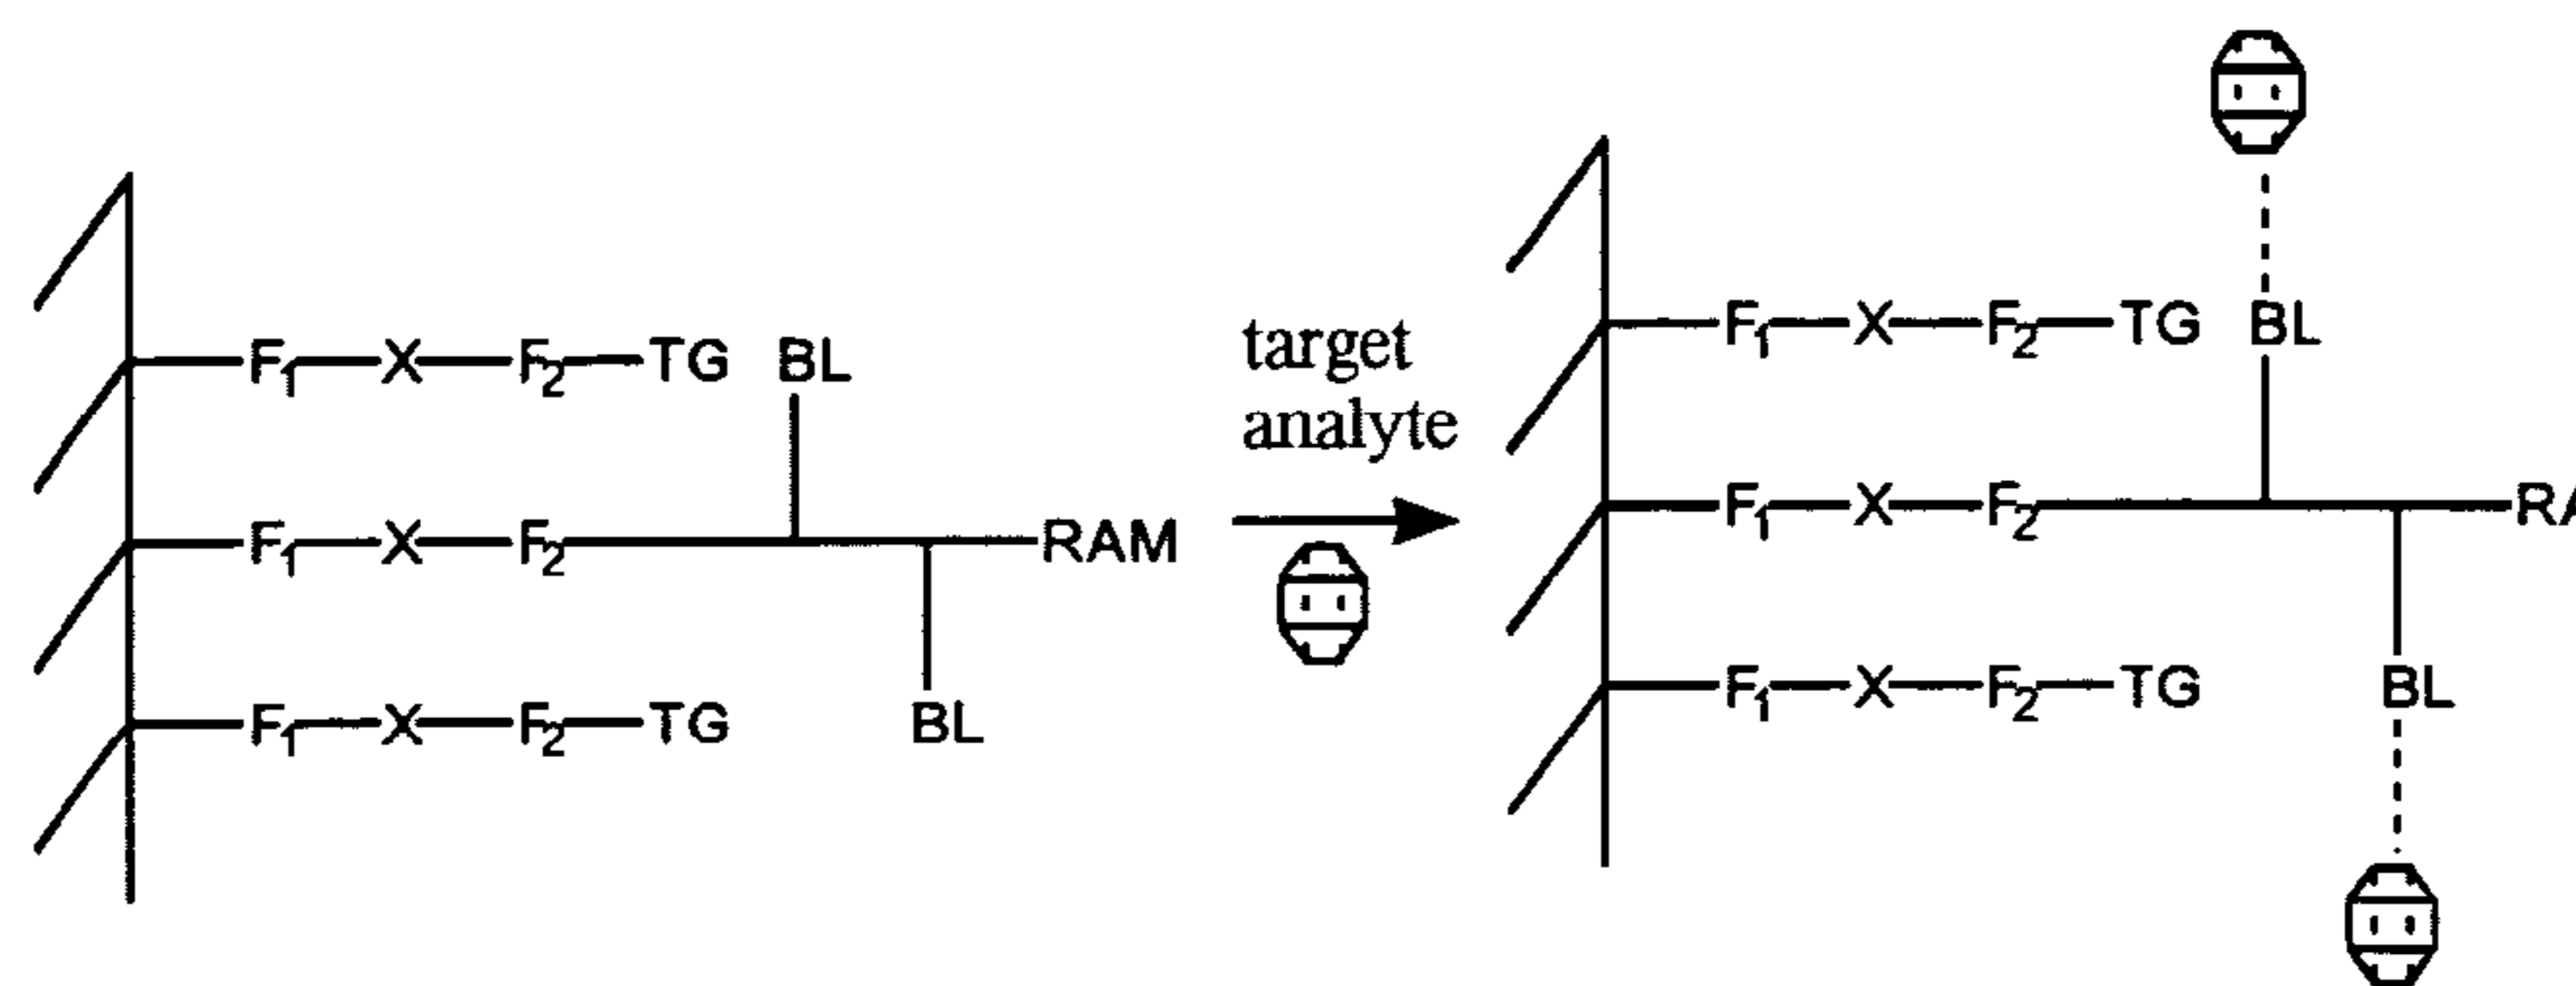 F₁ X F₂ TG BL
F₁ X F₂ RAM
F₁ X F₂ TG
BL
target
analyte
F₁ X F₂ TG BL
F₁ X F₂ RA
F₁ X F₂ TG BL